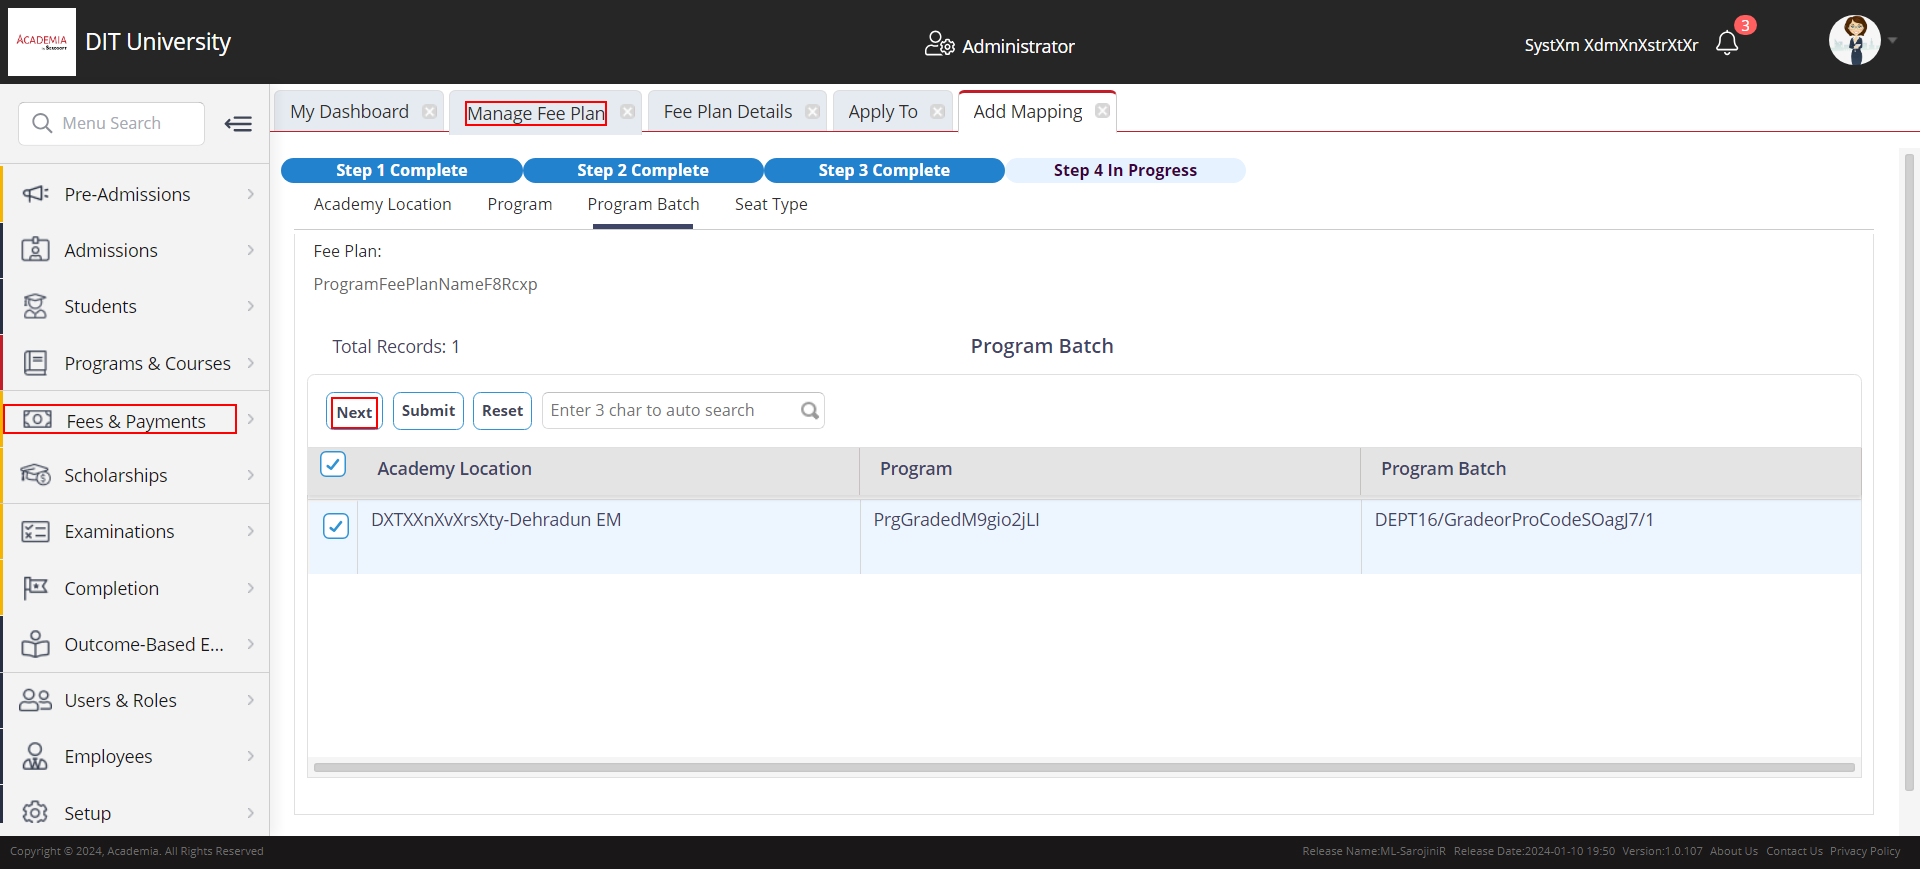 ACADEMIA
DIT University
Administrator
SystXm XdmXnXstrXtXr
3
Menu Search
My Dashboard
Manage Fee Plan
Fee Plan Details
Apply To
Add Mapping
Step 1 Complete
Step 2 Complete
Step 3 Complete
Step 4 In Progress
Academy Location
Program
Program Batch
Seat Type
Pre-Admissions
Admissions
Students
Programs & Courses
Fees & Payments
Scholarships
Examinations
Completion
Outcome-Based E...
Users & Roles
Employees
Setup
Fee Plan:
ProgramFeePlanNameF8Rcxp
Total Records: 1
Program Batch
Next
Submit
Reset
Enter 3 char to auto search
Academy Location
Program
Program Batch
DXTXXnXvXrsXty-Dehradun EM
PrgGradedM9gio2jLI
DEPT16/GradeorProCodeSOagJ7/1
Copyright © 2024, Academia. All Rights Reserved
Release Name:ML-SarojiniR Release Date:2024-01-10 19:50 Version:1.0.107 About Us Contact Us Privacy Policy